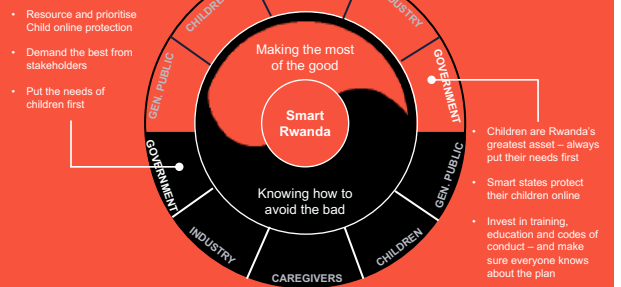 • Resource and prioritise
Child online protection
• Demand the best from
stakeholders
• Put the needs of
children first
CHILDREN
INDUSTRY
GEN. PUBLIC
GOVERNMENT
Making the most
of the good
Smart
Rwanda
Knowing how to
avoid the bad
GOVERNMENT
INDUSTRY
CAREGIVERS
CHILDREN
GEN. PUBLIC
• Children are Rwanda's
greatest asset – always
put their needs first
• Smart states protect
their children online
• Invest in training,
education and codes of
conduct – and make
sure everyone knows
about the plan